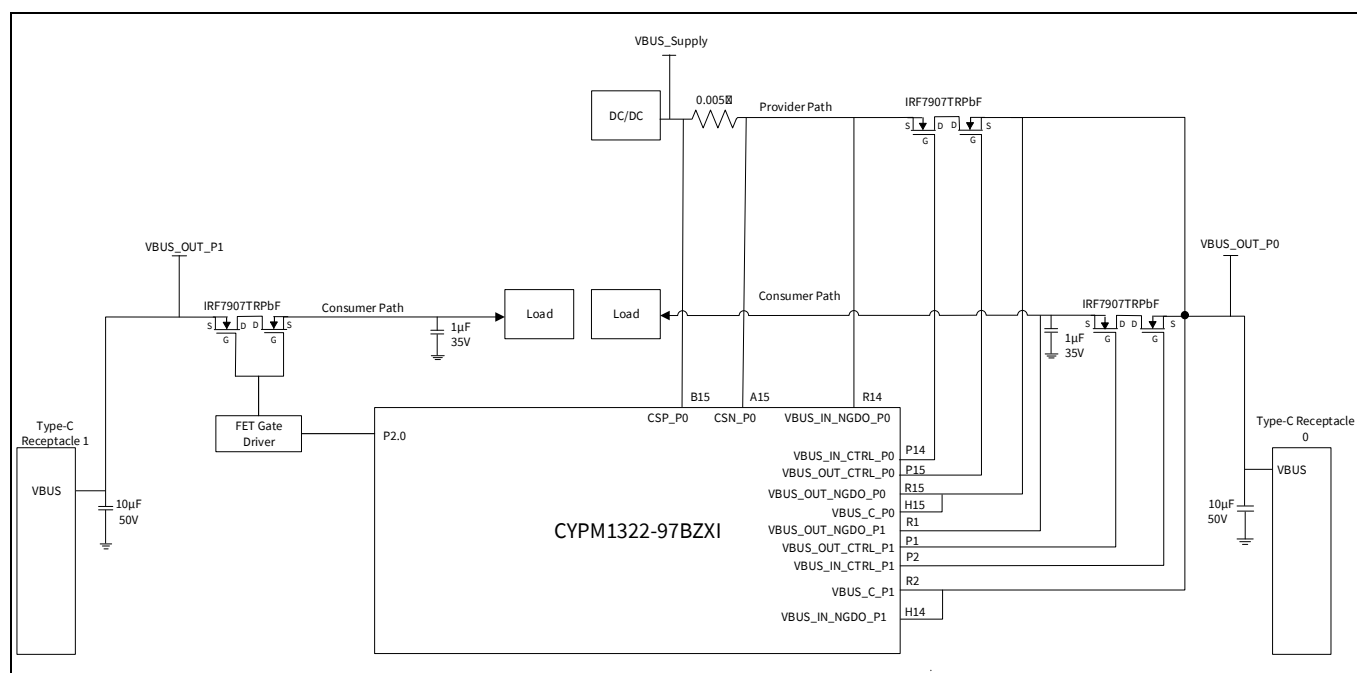 VBUS_Supply
0.005
DC/DC
Provider Path
IRF7907TRPbF
S
D
D
S
G
G
VBUS_OUT_P1
VBUS_OUT_P0
IRF7907TRPbF
Consumer Path
Load
Load
Consumer Path
IRF7907TRPbF
S
D
D
S
G
G
1µF
35V
1µF
35V
S
D
D
S
G
G
B15
A15
R14
CSP_P0
CSN_P0
VBUS_IN_NGDO_P0
FET Gate
Driver
P2.0
Type-C
Receptacle 1
VBUS
10µF
50V
VBUS_IN_CTRL_P0
P14
VBUS_OUT_CTRL_P0
P15
VBUS_OUT_NGDO_P0
R15
VBUS_C_P0
H15
VBUS_OUT_NGDO_P1
R1
VBUS_OUT_CTRL_P1
P1
VBUS_IN_CTRL_P1
P2
VBUS_C_P1
R2
VBUS_IN_NGDO_P1
H14
CYPM1322-97BZXI
Type-C Receptacle
0
VBUS
10µF
50V